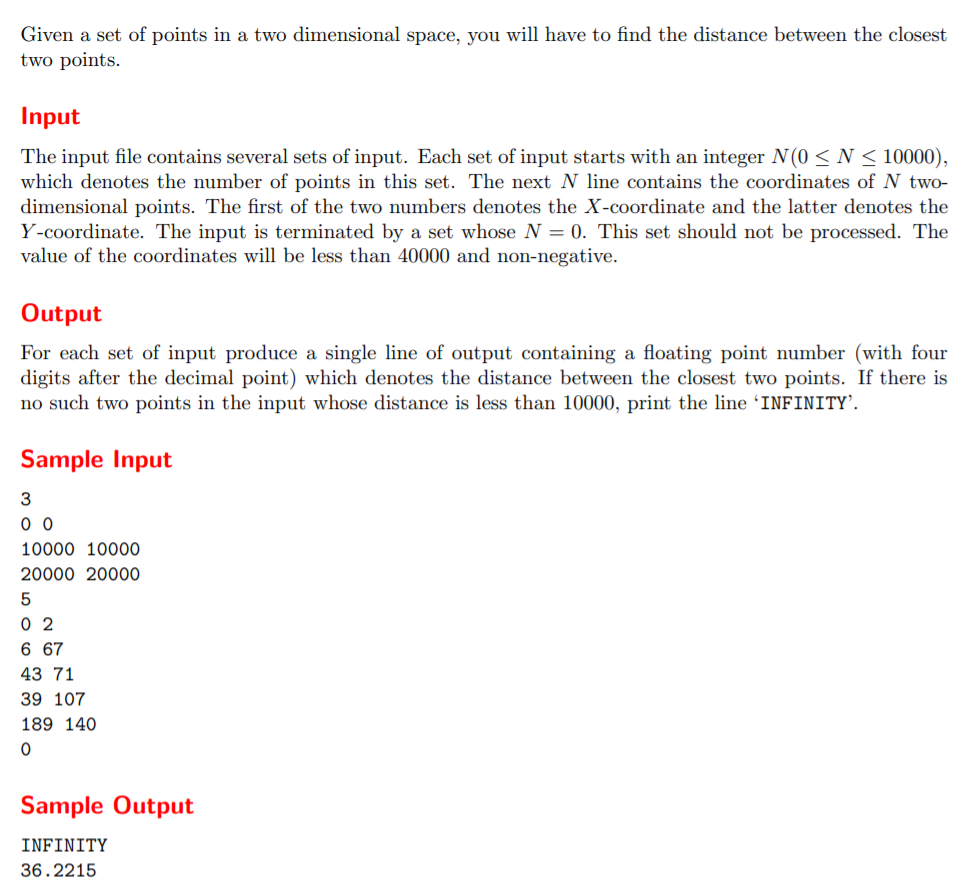 Given a set of points in a two dimensional space, you will have to find the distance between the closest
two points.
Input
The input file contains several sets of input. Each set of input starts with an integer N(0 ≤ N ≤ 10000),
which denotes the number of points in this set. The next N line contains the coordinates of N two-
dimensional points. The first of the two numbers denotes the X-coordinate and the latter denotes the
Y-coordinate. The input is terminated by a set whose N = 0. This set should not be processed. The
value of the coordinates will be less than 40000 and non-negative.
Output
For each set of input produce a single line of output containing a floating point number (with four
digits after the decimal point) which denotes the distance between the closest two points. If there is
no such two points in the input whose distance is less than 10000, print the line ‘INFINITY’.
Sample Input
3
0 0
10000 10000
20000 20000
5
0 2
6 67
43 71
39 107
189 140
0
Sample Output
INFINITY
36.2215